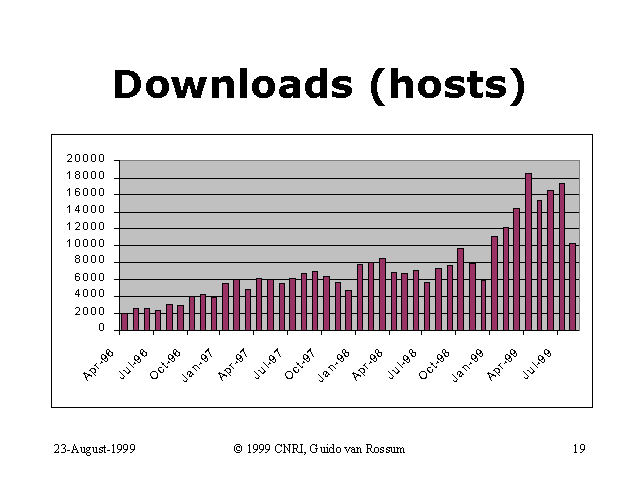 Downloads (hosts)
20000
18000
16000
14000
12000
10000
8000
6000
4000
2000
0
Apr-96
Jul-96
Oct-96
Jan-97
Apr-97
Jul-97
Oct-97
Jan-98
Apr-98
Jul-98
Oct-98
Jan-99
Apr-99
Jul-99
23-August-1999
© 1999 CNRI, Guido van Rossum
19